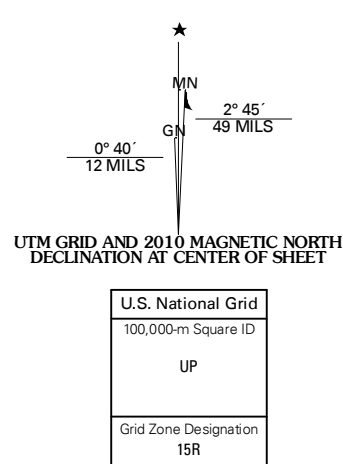 ★
MN
GN
2° 45´
49 MILS
0° 40´
12 MILS
UTM GRID AND 2010 MAGNETIC NORTH
DECLINATION AT CENTER OF SHEET
U.S. National Grid
100,000-m Square ID
UP
Grid Zone Designation
15R